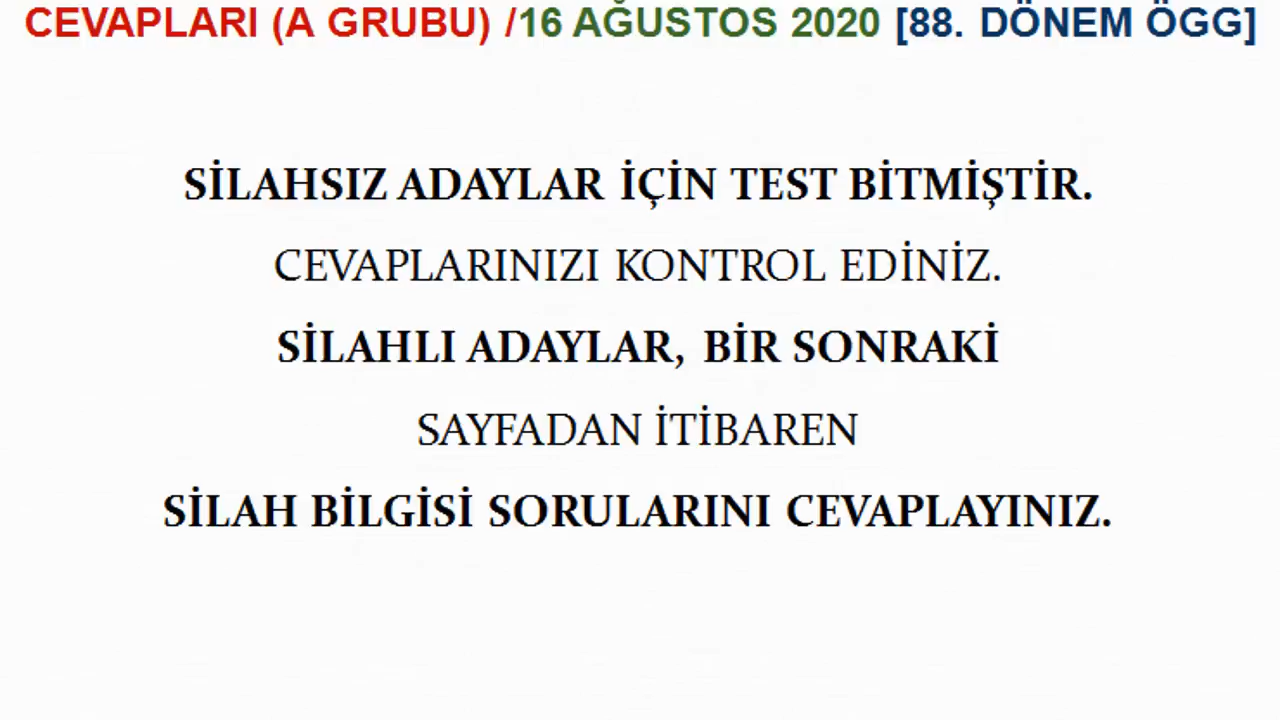 CEVAPLARI (A GRUBU) /16 AĞUSTOS 2020 [88. DÖNEM ÖGG]
SİLAHSIZ ADAYLAR İÇİN TEST BİTMİŞTİR.
CEVAPLARINIZI KONTROL EDİNİZ.
SİLAHLI ADAYLAR, BİR SONRAKİ
SAYFADAN İTİBAREN
SİLAH BİLGİSİ SORULARINI CEVAPLAYINIZ.